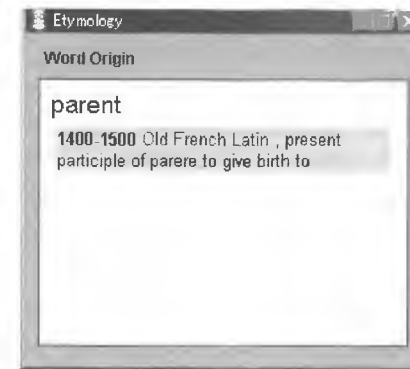 Etymology
Word Origin
parent
1400-1500 Old French Latin , present
participle of parere to give birth to